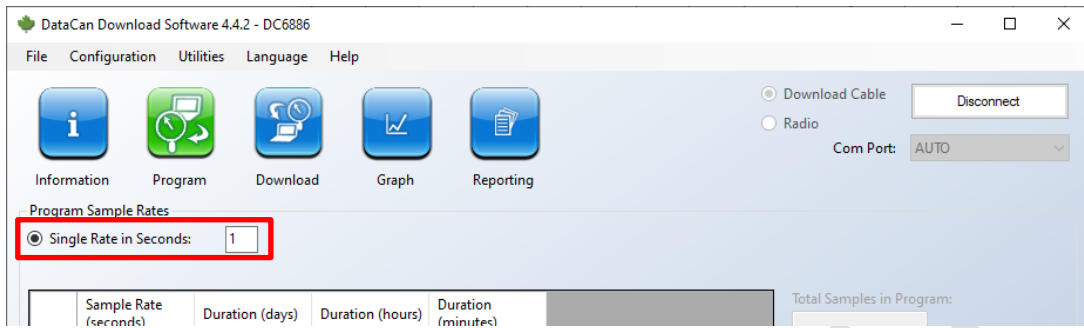 DataCan Download Software 4.4.2 - DC6886
File Configuration Utilities Language Help
Download Cable
Disconnect
Radio
Com Port: AUTO
Information Program Download Graph Reporting
Program Sample Rates
Single Rate in Seconds: 1
Sample Rate (seconds) Duration (days) Duration (hours) Duration (minutes)
Total Samples in Program: